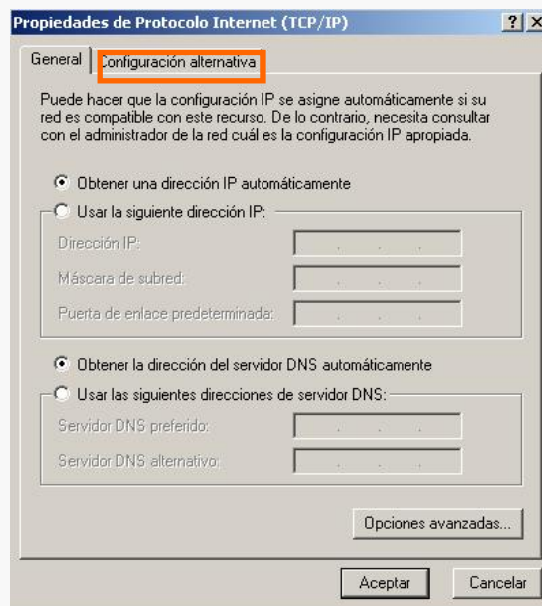 Propiedades de Protocolo Internet (TCP/IP)
General
Configuración alternativa
Puede hacer que la configuración IP se asigne automáticamente si su
red es compatible con este recurso. De lo contrario, necesita consultar
con el administrador de la red cuál es la configuración IP apropiada.
Obtener una dirección IP automáticamente
Usar la siguiente dirección IP:
Dirección IP:
Máscara de subred:
Puerta de enlace predeterminada:
Obtener la dirección del servidor DNS automáticamente
Usar las siguientes direcciones de servidor DNS:
Servidor DNS preferido:
Servidor DNS alternativo:
Opciones avanzadas...
Aceptar
Cancelar